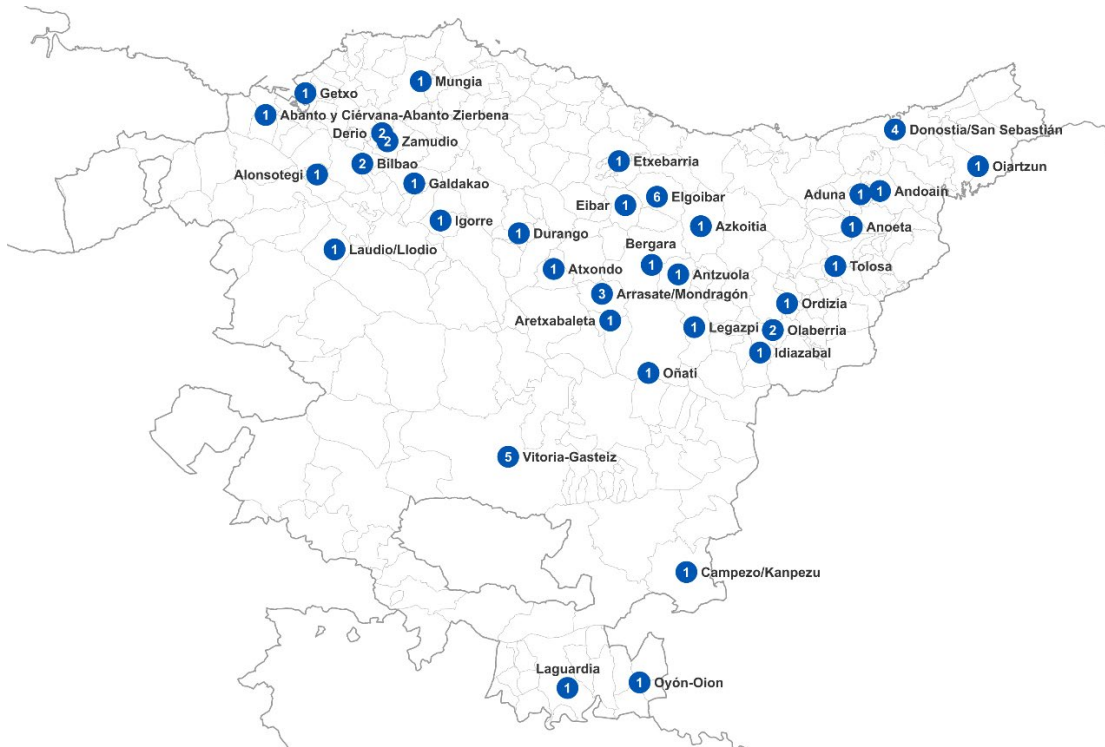 1 Mungia
1 Getxo
1 Abanto y Ciérvana-Abanto Zierbena
Derio 2
2 Zamudio
4 Donostia/San Sebastián
2 Bilbao
1 Etxebarria
1 Oiartzun
Alonsotegi 1
1 Galdakao
Aduna 1
1 Andoain
Eibar 1
6 Elgoibar
1 Igorre
1 Durango
1 Azkoitia
1 Anoeta
1 Laudio/Llodio
Bergara
1
1 Atxondo
1 Antzuola
1 Tolosa
3 Arrasate/Mondragón
1 Ordizia
Aretxabaleta 1
1 Legazpi
2 Olaberria
1 Idiazabal
1 Oñati
5 Vitoria-Gasteiz
1 Campezo/Kanpezu
Laguardia
1
1 Oyón-Oion